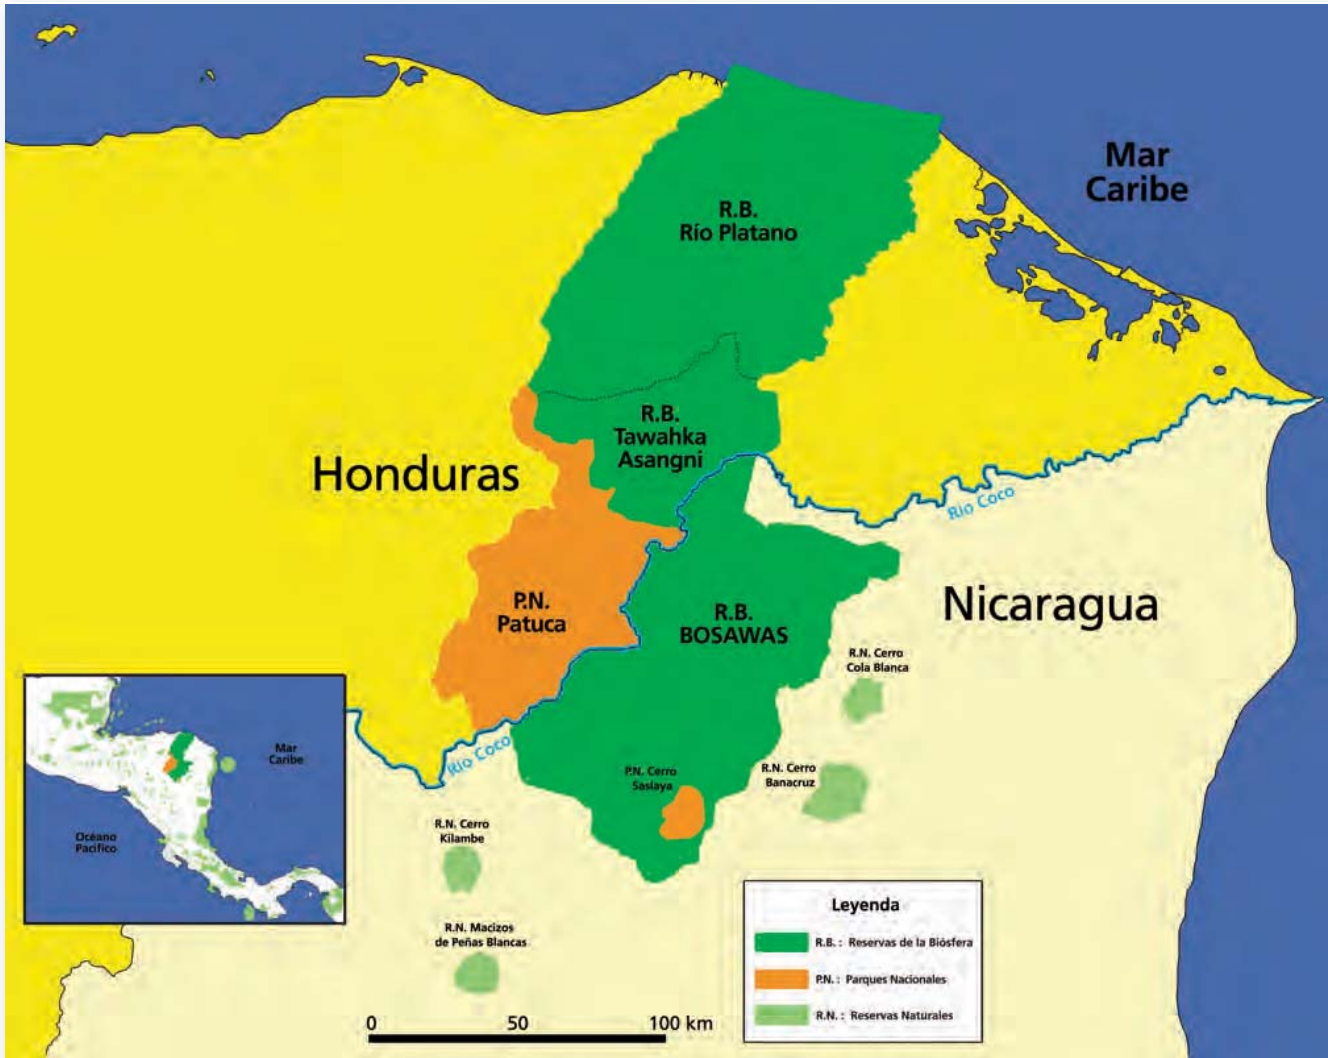 Mar
Caribe
R.B.
Río Platano
R.B.
Tawahka
Asangni
Honduras
Río Coco
P.N.
Patuca
R.B.
BOSAWAS
Nicaragua
R.N. Cerro
Cola Blanca
Río Coco
P.N. Cerro
Saslaya
R.N. Cerro
Banacruz
Mar
Caribe
Océano
Pacífico
R.N. Cerro
Kilambe
R.N. Macizos
de Peñas Blancas
0 50 100 km
Leyenda
R.B. : Reservas de la Biósfera
P.N. : Parques Nacionales
R.N. : Reservas Naturales